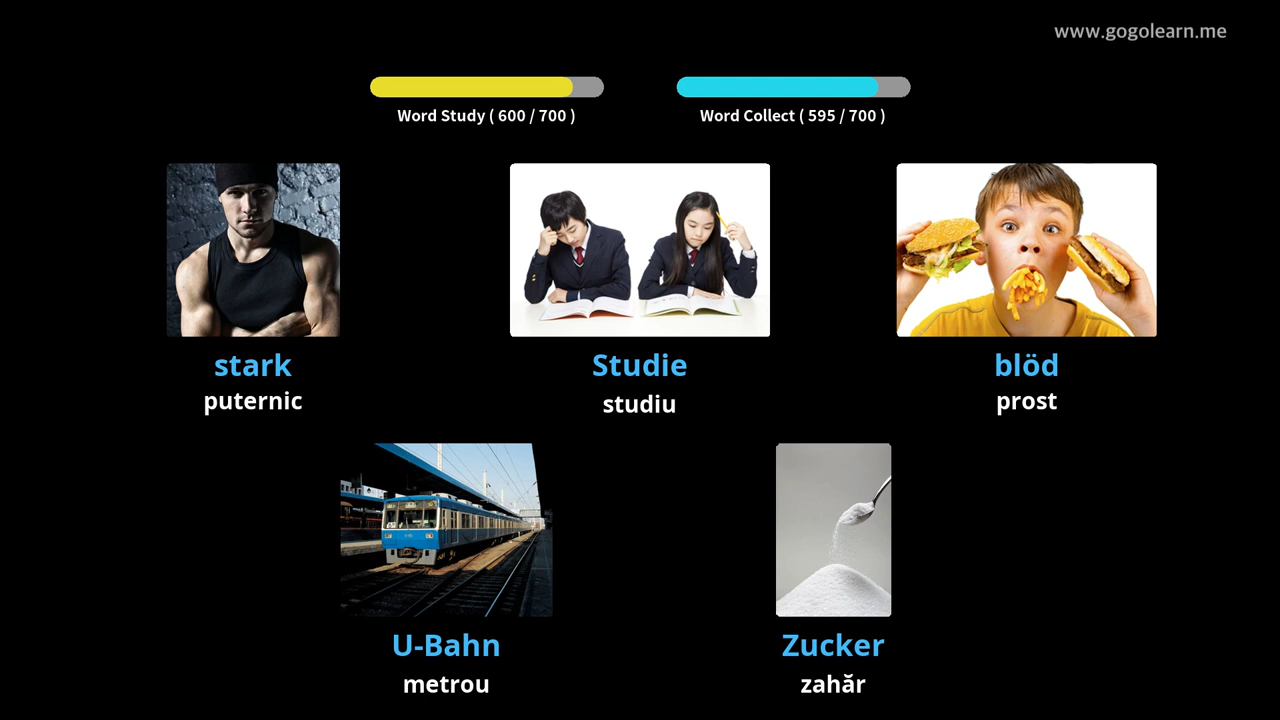 www.gogolearn.me
Word Study ( 600 / 700 )
Word Collect ( 595 / 700 )
stark
puternic
Studie
studiu
blöd
prost
U-Bahn
metrou
Zucker
zahăr